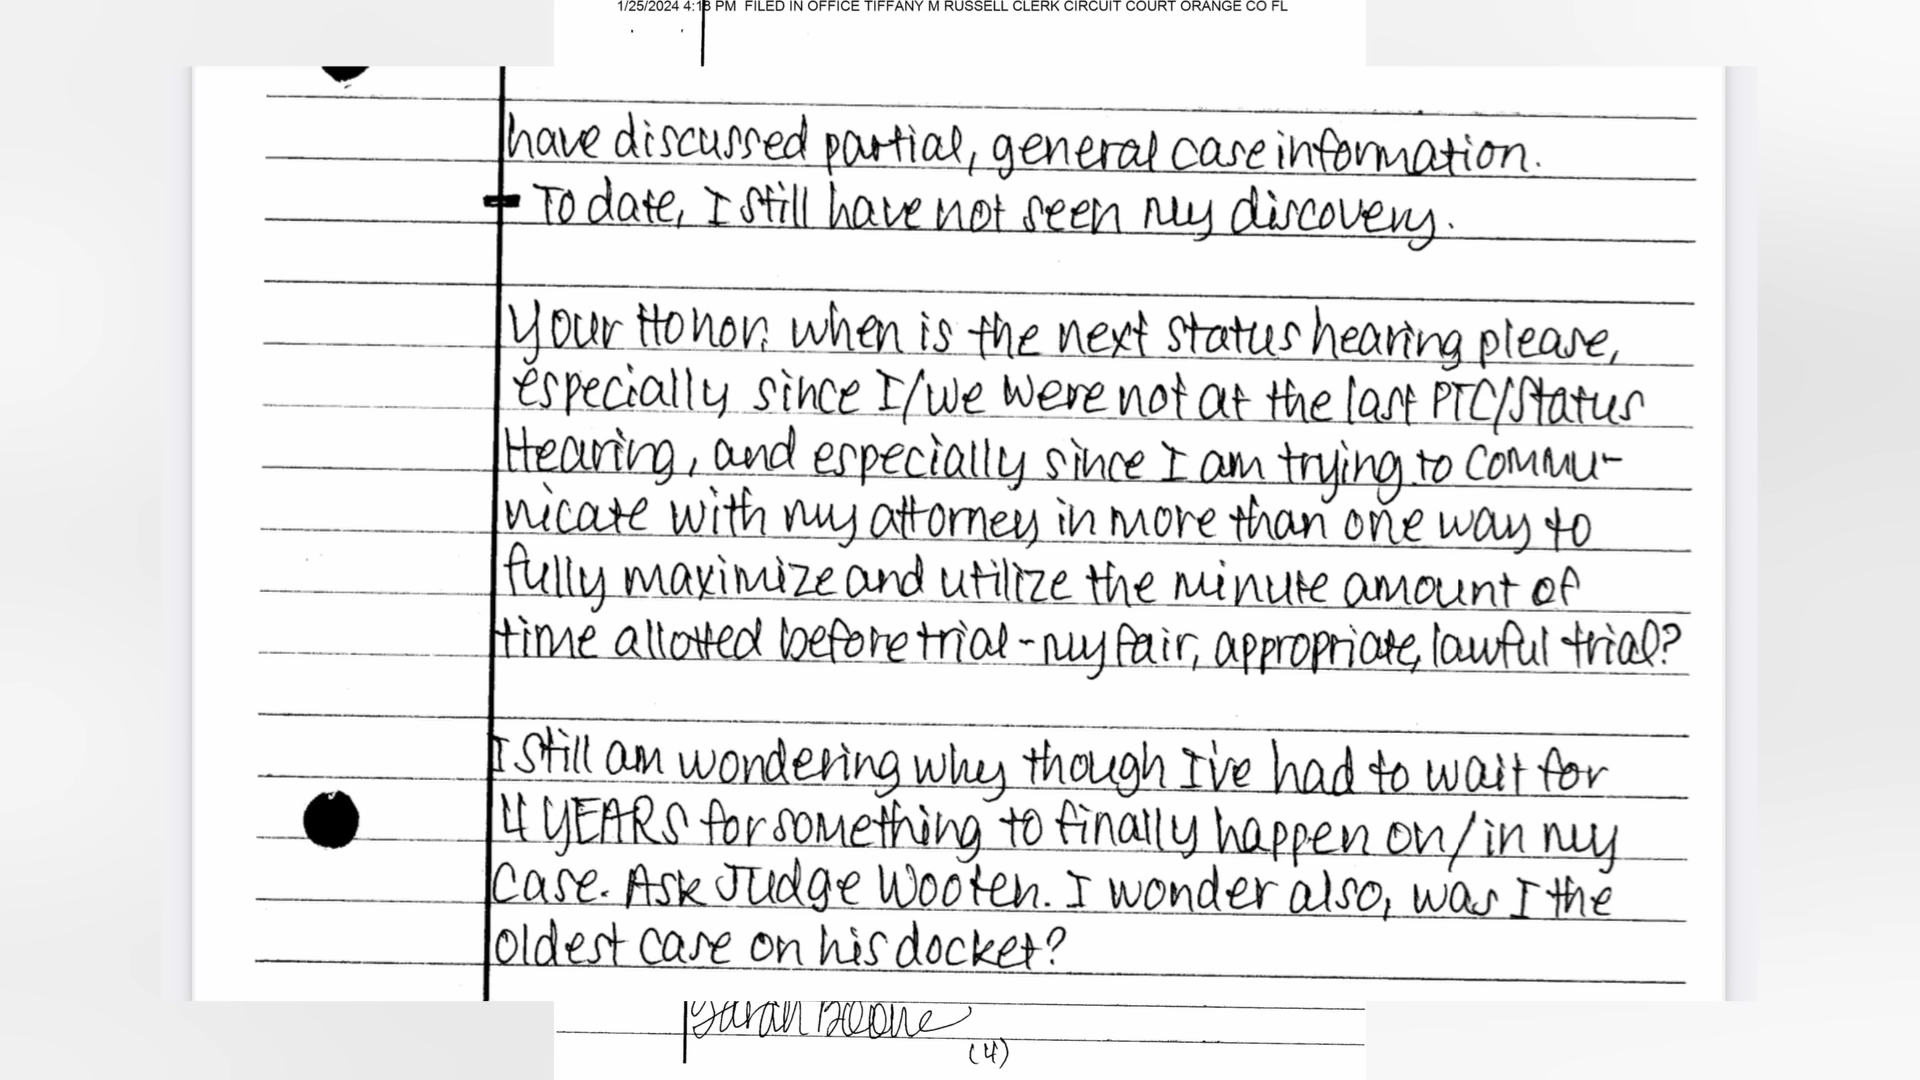 1/25/2024 4:18 PM FILED IN OFFICE TIFFANY M RUSSELL CLERK CIRCUIT COURT ORANGE CO FL
have discussed partial, general case information.
- To date, I still have not seen my discovery.
Your Honor: when is the next status hearing please,
especially since I/we were not at the last PTC/Status
Hearing, and especially since I am trying to commu-
nicate with my attorney in more than one way to
fully maximize and utilize the minute amount of
time allotted before trial - my fair, appropriate, lawful trial?
I still am wondering why though I've had to wait for
4 YEARS for something to finally happen on/in my
case. Ask Judge Wooten. I wonder also, was I the
oldest case on his docket?
Sarah Boone
(4)